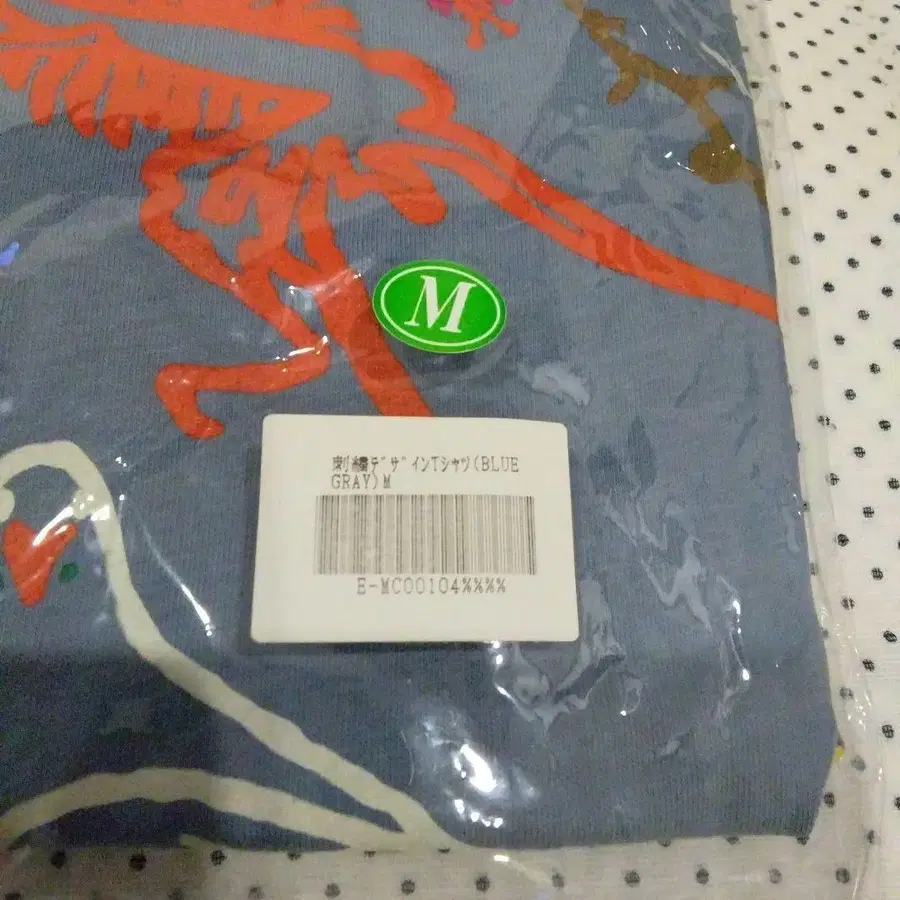 M
刺繍ﾃﾞｻﾞｲﾝTｼｬﾂ(BLUE
GRAY)M
E-MC00104%%%%